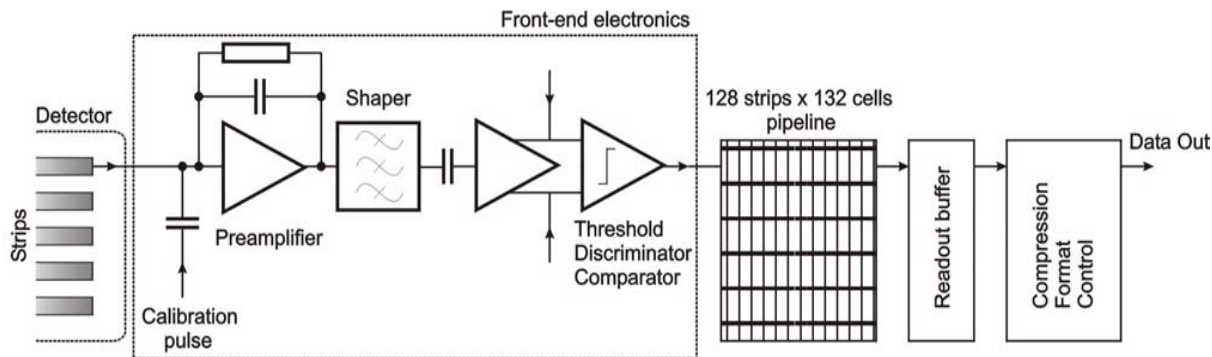 Front-end electronics
Detector
Strips
Calibration
pulse
Preamplifier
Shaper
Threshold
Discriminator
Comparator
128 strips x 132 cells
pipeline
Readout buffer
Compression
Format
Control
Data Out